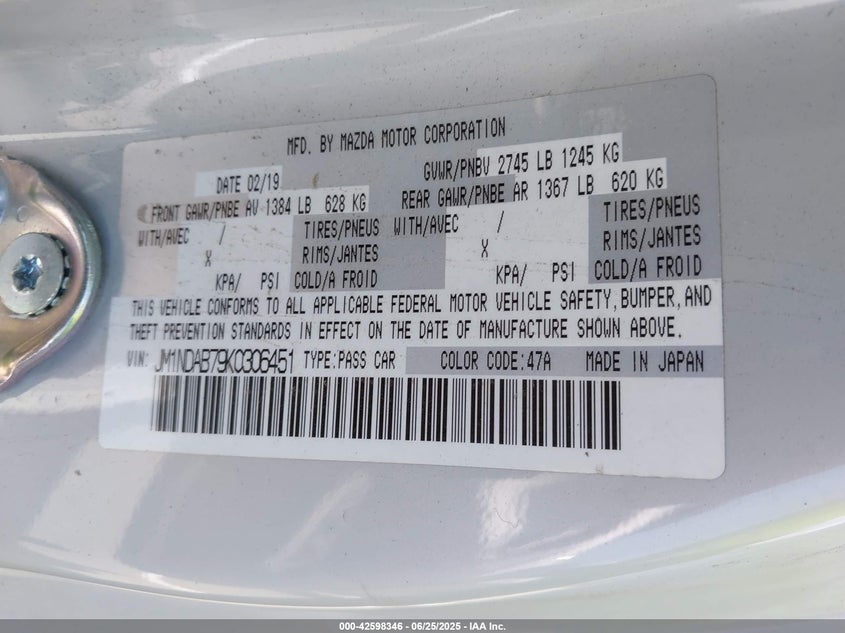 MFD. BY MAZDA MOTOR CORPORATION
DATE 02/19
GVWR/PNBV 2745 LB 1245 KG
FRONT GAWR/PNBE AV 1384 LB 628 KG
REAR GAWR/PNBE AR 1367 LB 620 KG
WITH/AVEC / TIRES/PNEUS WITH/AVEC / TIRES/PNEUS
X RIMS/JANTES X RIMS/JANTES
KPA/ PSI COLD/A FROID KPA/ PSI COLD/A FROID
THIS VEHICLE CONFORMS TO ALL APPLICABLE FEDERAL MOTOR VEHICLE SAFETY, BUMPER, AND
THEFT PREVENTION STANDARDS IN EFFECT ON THE DATE OF MANUFACTURE SHOWN ABOVE.
VIN: JM1NDAB79KC306451 TYPE:PASS CAR COLOR CODE:47A MADE IN JAPAN
000-42598346 - 06/25/2025 - IAA Inc.